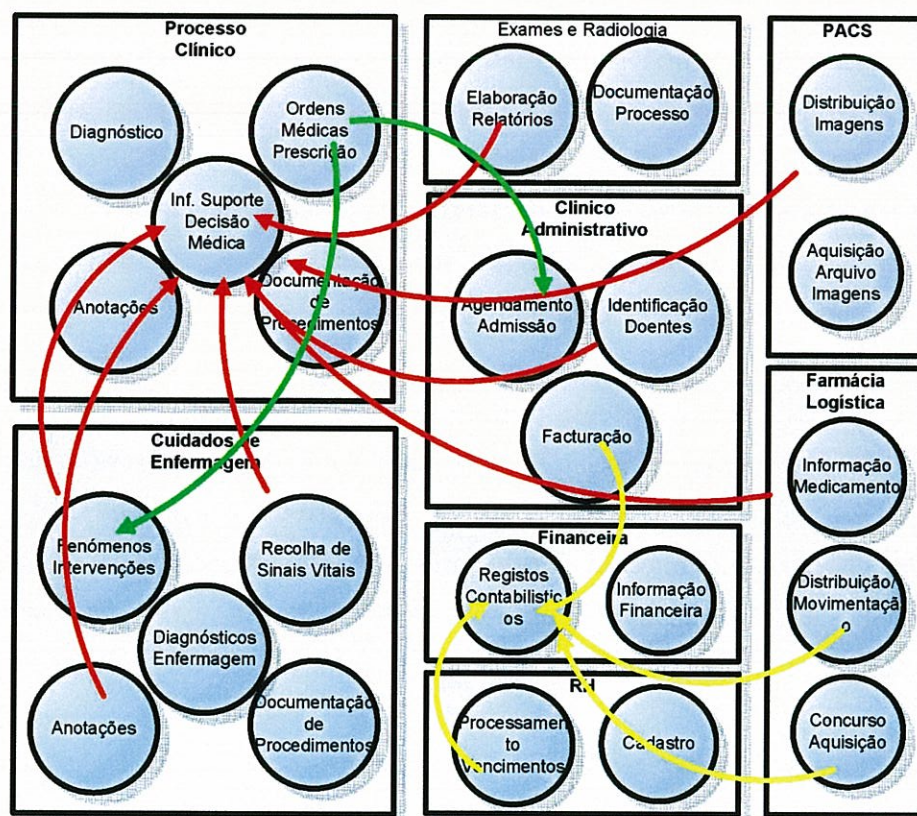 Processo
Clínico
Diagnóstico
Ordens
Médicas
Prescrição
Inf. Suporte
Decisão
Médica
Anotações
Documentação
de
Procedimentos
Exames e Radiologia
Elaboração
Relatórios
Documentação
Processo
PACS
Distribuição
Imagens
Aquisição
Arquivo
Imagens
Clinico
Administrativo
Agendamento
Admissão
Identificação
Doentes
Facturação
Farmácia
Logística
Informação
Medicamento
Distribuição/
Movimentaçã
o
Concurso
Aquisição
Cuidados de
Enfermagem
Fenómenos
Intervenções
Recolha de
Sinais Vitais
Diagnósticos
Enfermagem
Anotações
Documentação
de
Procedimentos
Financeira
Registos
Contabilistic
os
Informação
Financeira
RH
Processamen
to
Vencimentos
Cadastro